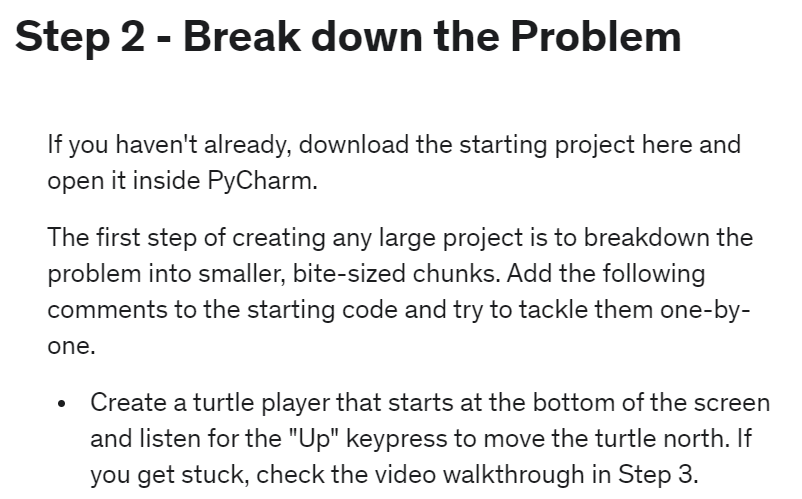 Step 2 - Break down the Problem
If you haven't already, download the starting project here and
open it inside PyCharm.
The first step of creating any large project is to breakdown the
problem into smaller, bite-sized chunks. Add the following
comments to the starting code and try to tackle them one-by-
one.
• Create a turtle player that starts at the bottom of the screen
and listen for the "Up" keypress to move the turtle north. If
you get stuck, check the video walkthrough in Step 3.